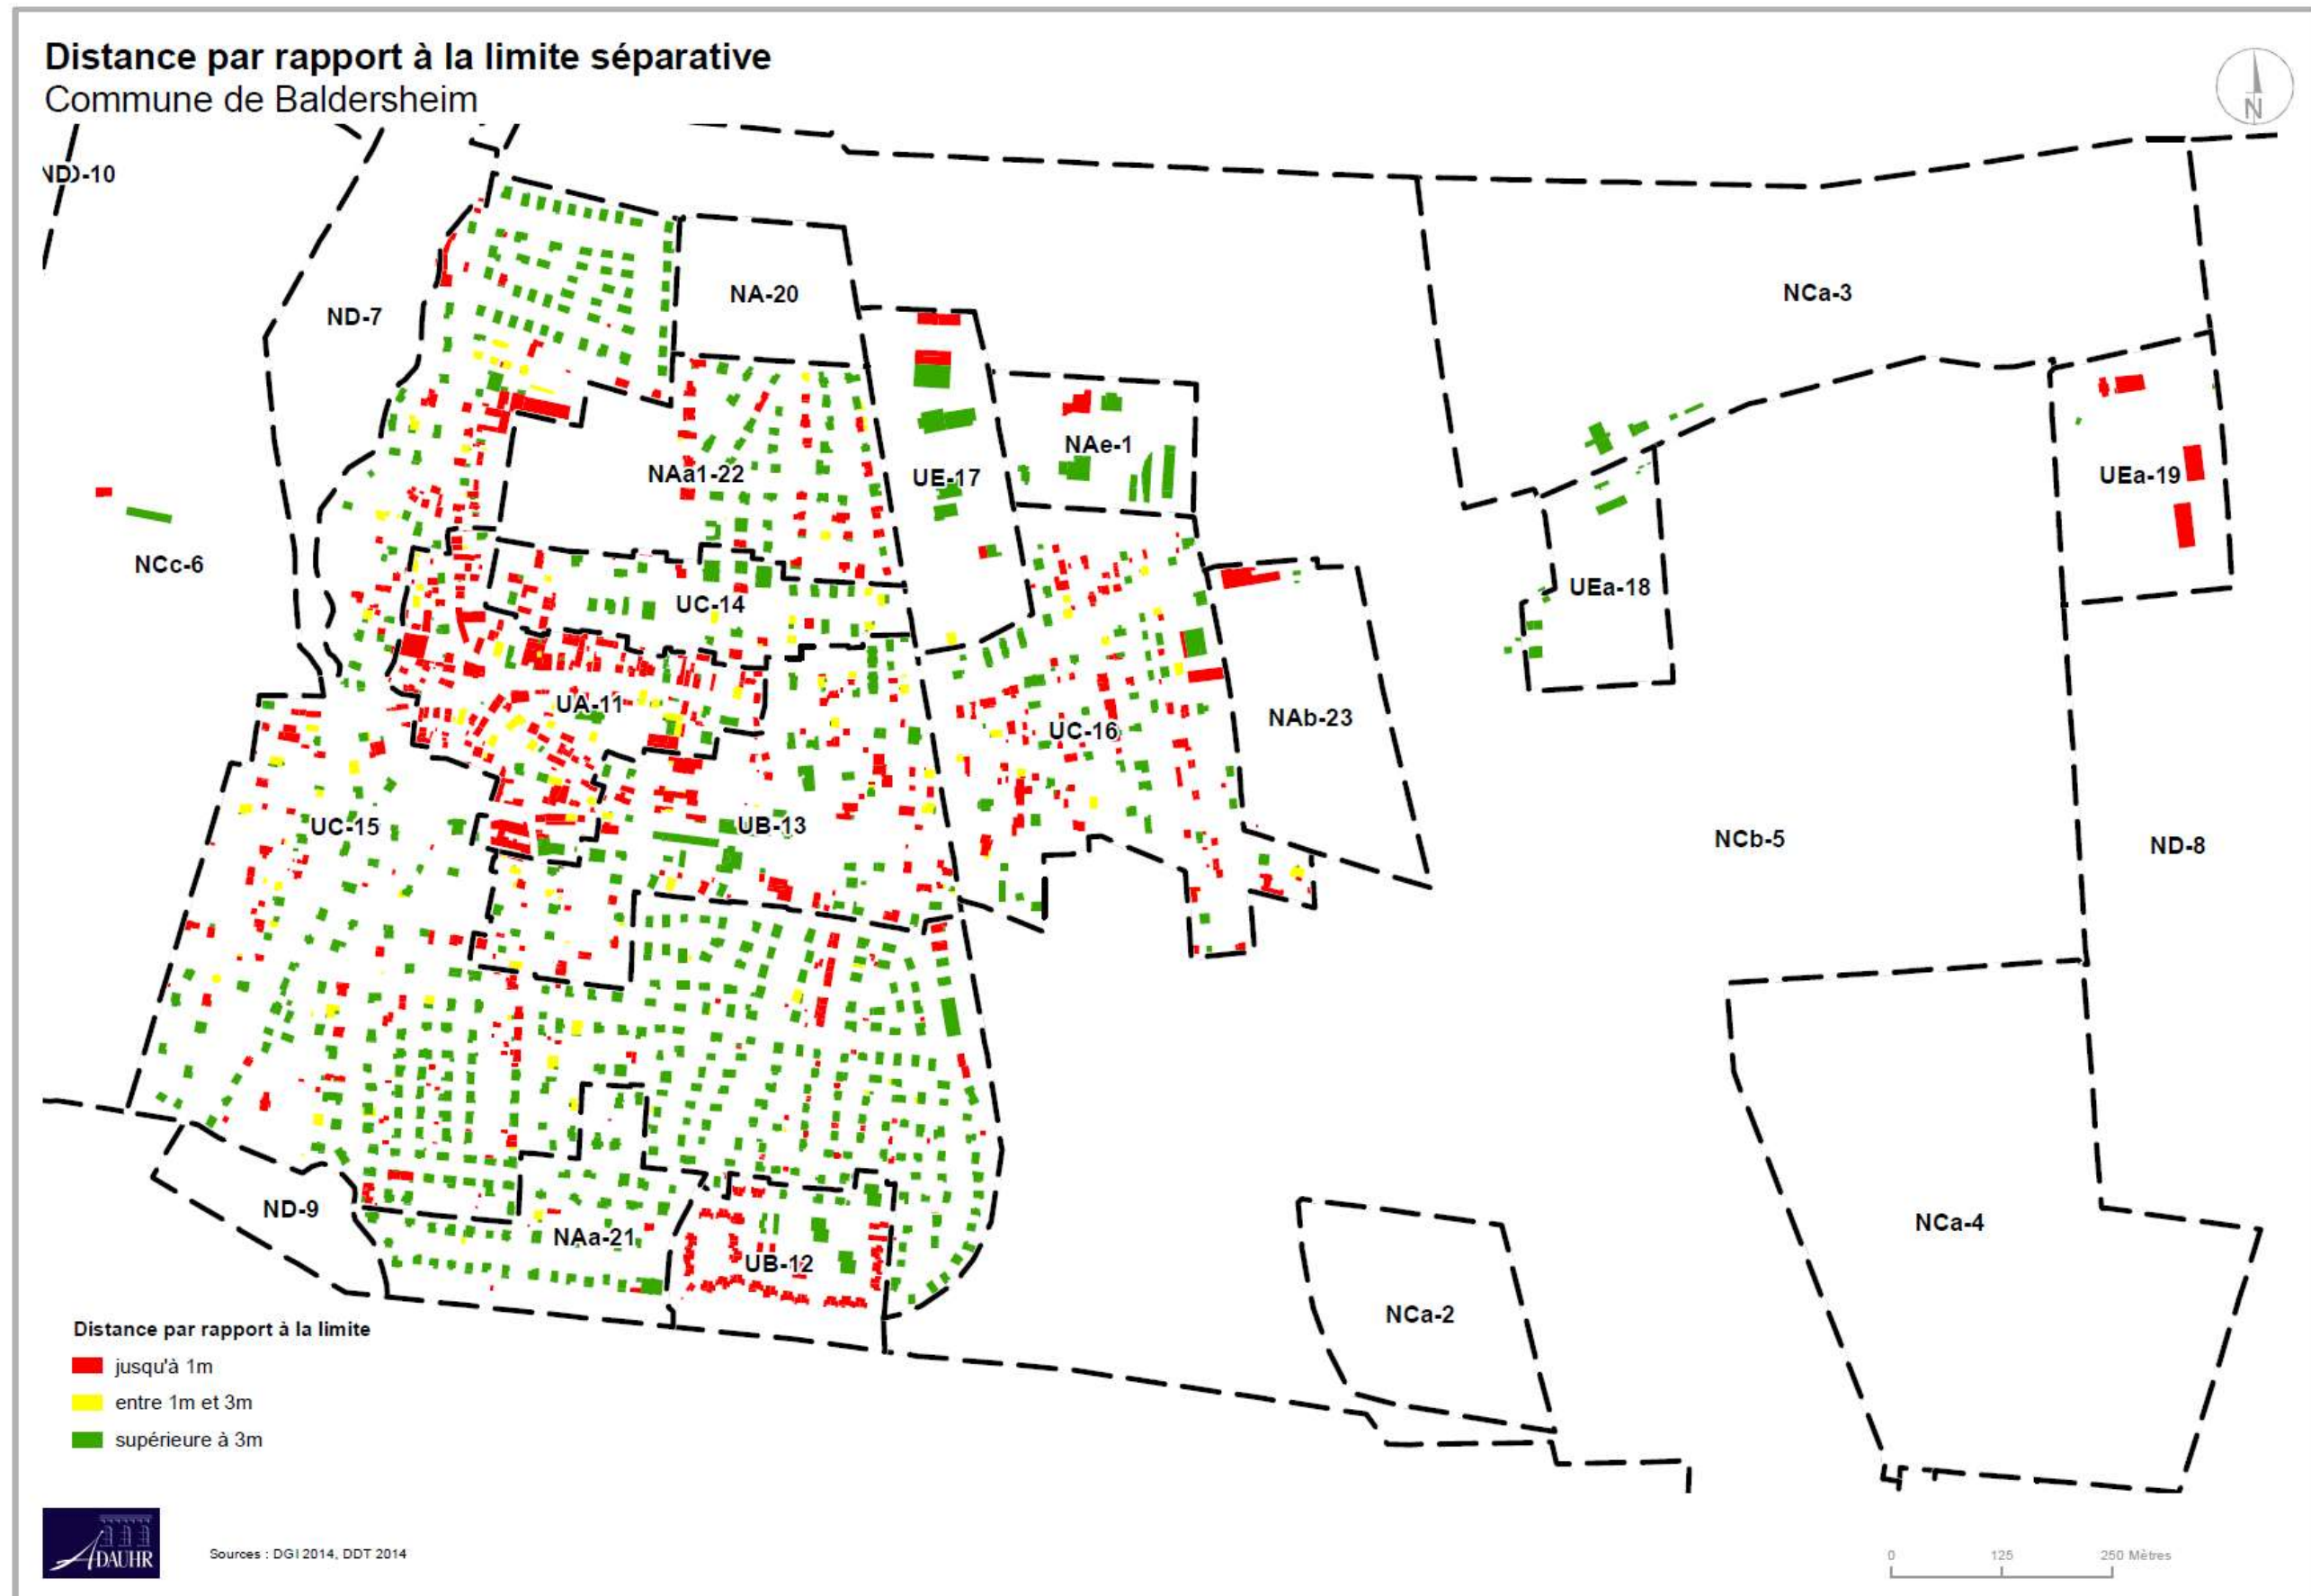 Distance par rapport à la limite séparative
Commune de Baldersheim
N
ND-10
NCa-3
NA-20
ND-7
NAe-1
NAa1-22
UE-17
UEa-19
NCc-6
UEa-18
UC-14
UA-11
NAb-23
UC-16
UB-13
UC-15
NCb-5
ND-8
ND-9
NCa-4
NAa-21
UB-12
NCa-2
Distance par rapport à la limite
jusqu'à 1m
entre 1m et 3m
supérieure à 3m
ADAUHR
Sources : DGI 2014, DDT 2014
0 125 250 Mètres